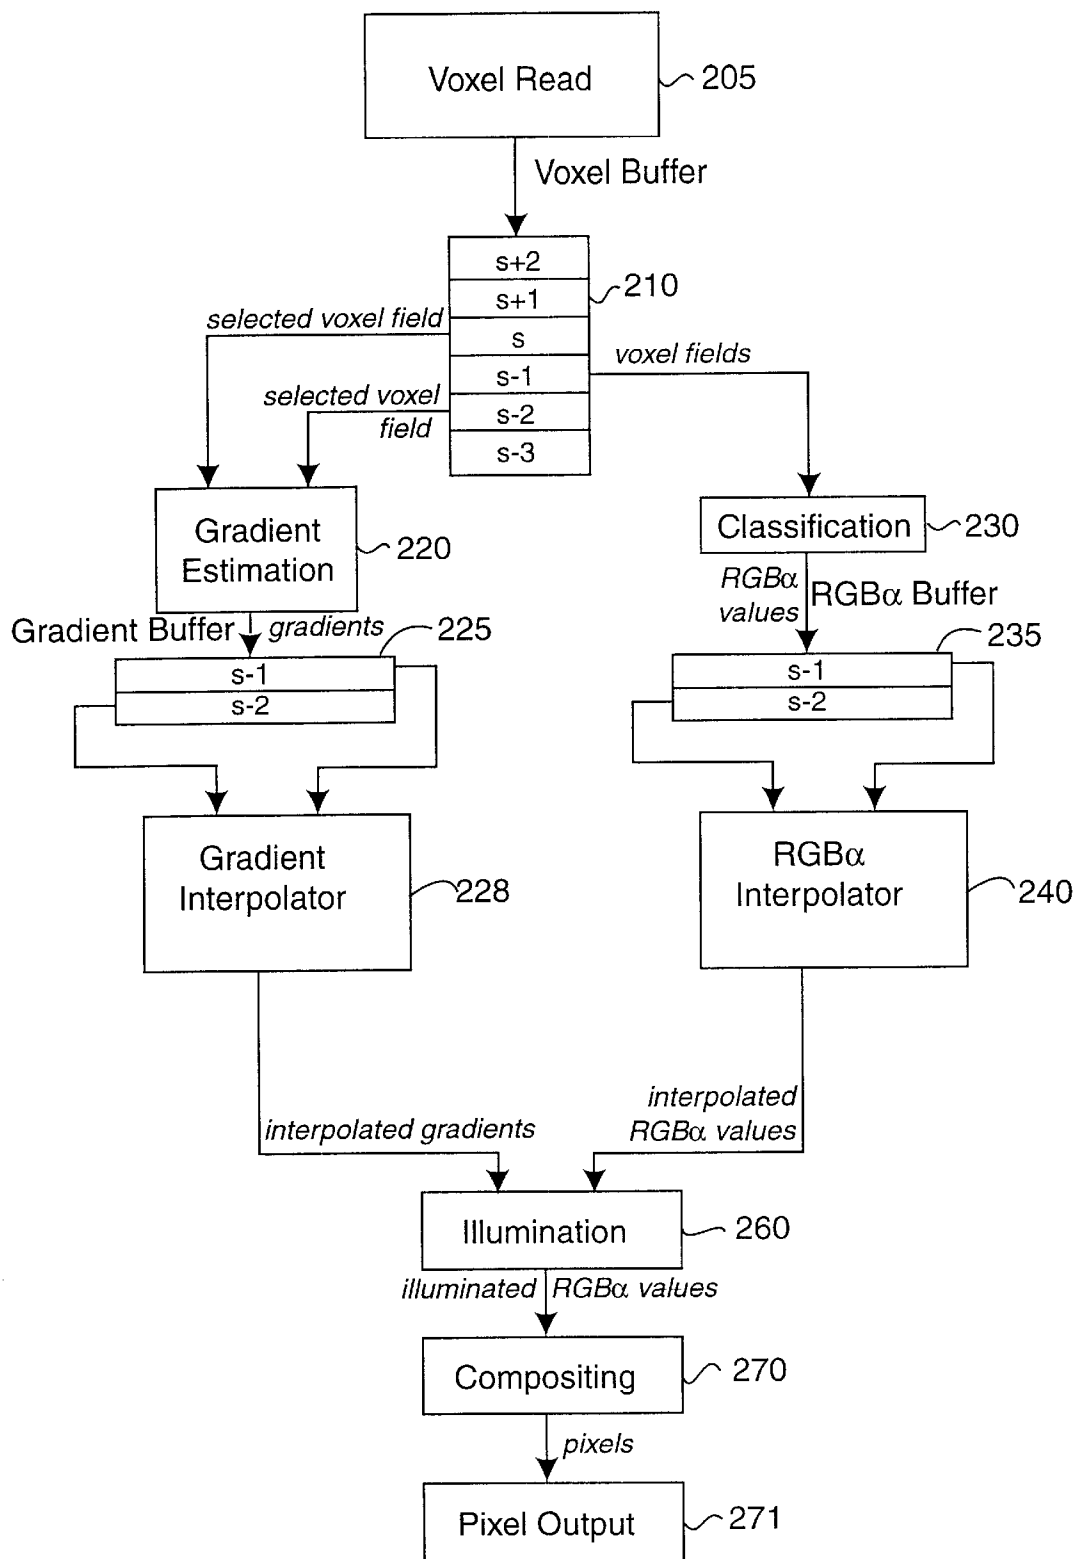 Voxel Read
205
Voxel Buffer
s+2
s+1
210
selected voxel field
s
voxel fields
s-1
selected voxel
field
s-2
s-3
Gradient
Estimation
220
Classification
230
RGBα
values
RGBα Buffer
Gradient Buffer
gradients
225
235
s-1
s-2
s-1
s-2
Gradient
Interpolator
228
RGBα
Interpolator
240
interpolated gradients
interpolated
RGBα values
Illumination
260
illuminated RGBα values
Compositing
270
pixels
Pixel Output
271